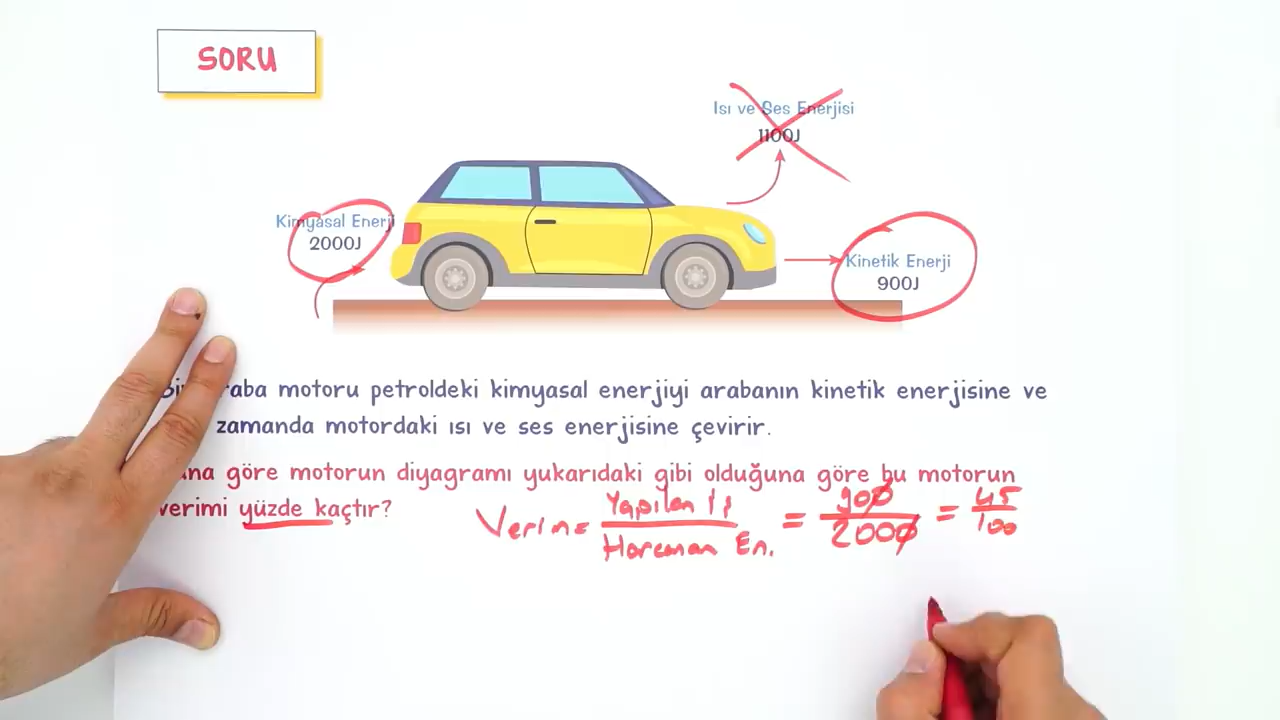 SORU
Isı ve Ses Enerjisi
1100J
Kimyasal Enerji
2000J
Kinetik Enerji
900J
araba motoru petroldeki kimyasal enerjiyi arabanın kinetik enerjisine ve
zamanda motordaki ısı ve ses enerjisine çevirir.
göre motorun diyagramı yukarıdaki gibi olduğuna göre bu motorun
verimi yüzde kaçtır?
Verim = Yapılan İş / Harcanan En. = 900 / 2000 = 45 / 100